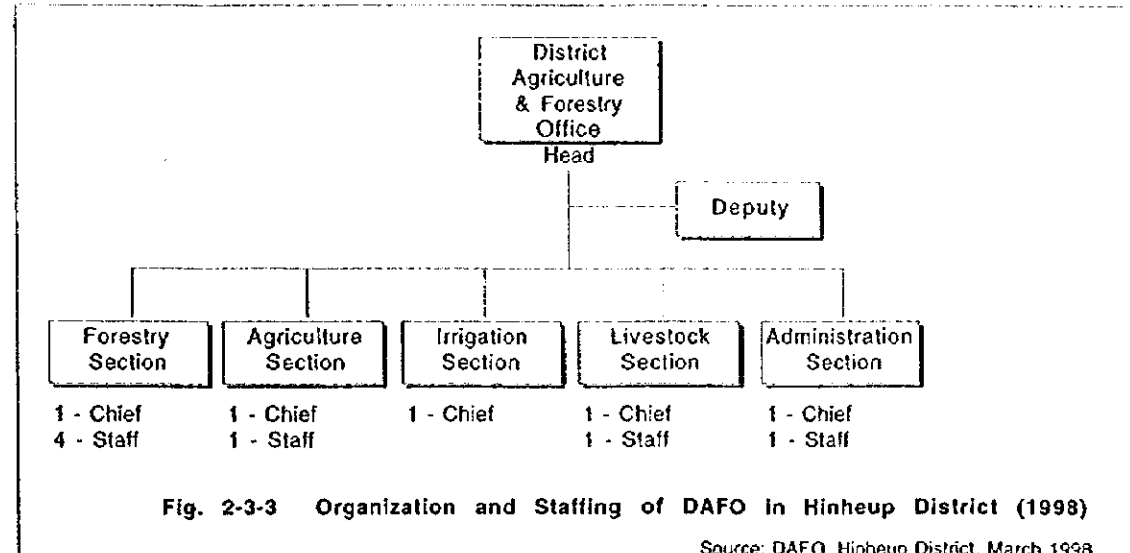 District
Agriculture
& Forestry
Office
Head
Deputy
Forestry
Section
Agriculture
Section
Irrigation
Section
Livestock
Section
Administration
Section
1 - Chief
4 - Staff
1 - Chief
1 - Staff
1 - Chief
1 - Chief
1 - Staff
1 - Chief
1 - Staff
Fig. 2-3-3 Organization and Staffing of DAFO in Hinheup District (1998)
Source: DAFO, Hinheup District, March 1998